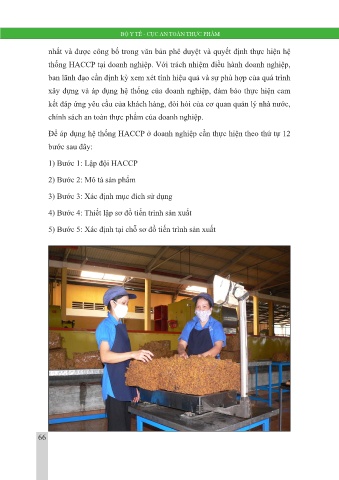 BỘ Y TẾ - CỤC AN TOÀN THỰC PHẨM
nhất và được công bố trong văn bản phê duyệt và quyết định thực hiện hệ
thống HACCP tại doanh nghiệp. Với trách nhiệm điều hành doanh nghiệp,
ban lãnh đạo cần định kỳ xem xét tính hiệu quả và sự phù hợp của quá trình
xây dựng và áp dụng hệ thống của doanh nghiệp, đảm bảo thực hiện cam
kết đáp ứng yêu cầu của khách hàng, đòi hỏi của cơ quan quản lý nhà nước,
chính sách an toàn thực phẩm của doanh nghiệp.
Để áp dụng hệ thống HACCP ở doanh nghiệp cần thực hiện theo thứ tự 12
bước sau đây:
1) Bước 1: Lập đội HACCP
2) Bước 2: Mô tả sản phẩm
3) Bước 3: Xác định mục đích sử dụng
4) Bước 4: Thiết lập sơ đồ tiến trình sản xuất
5) Bước 5: Xác định tại chỗ sơ đồ tiến trình sản xuất
66